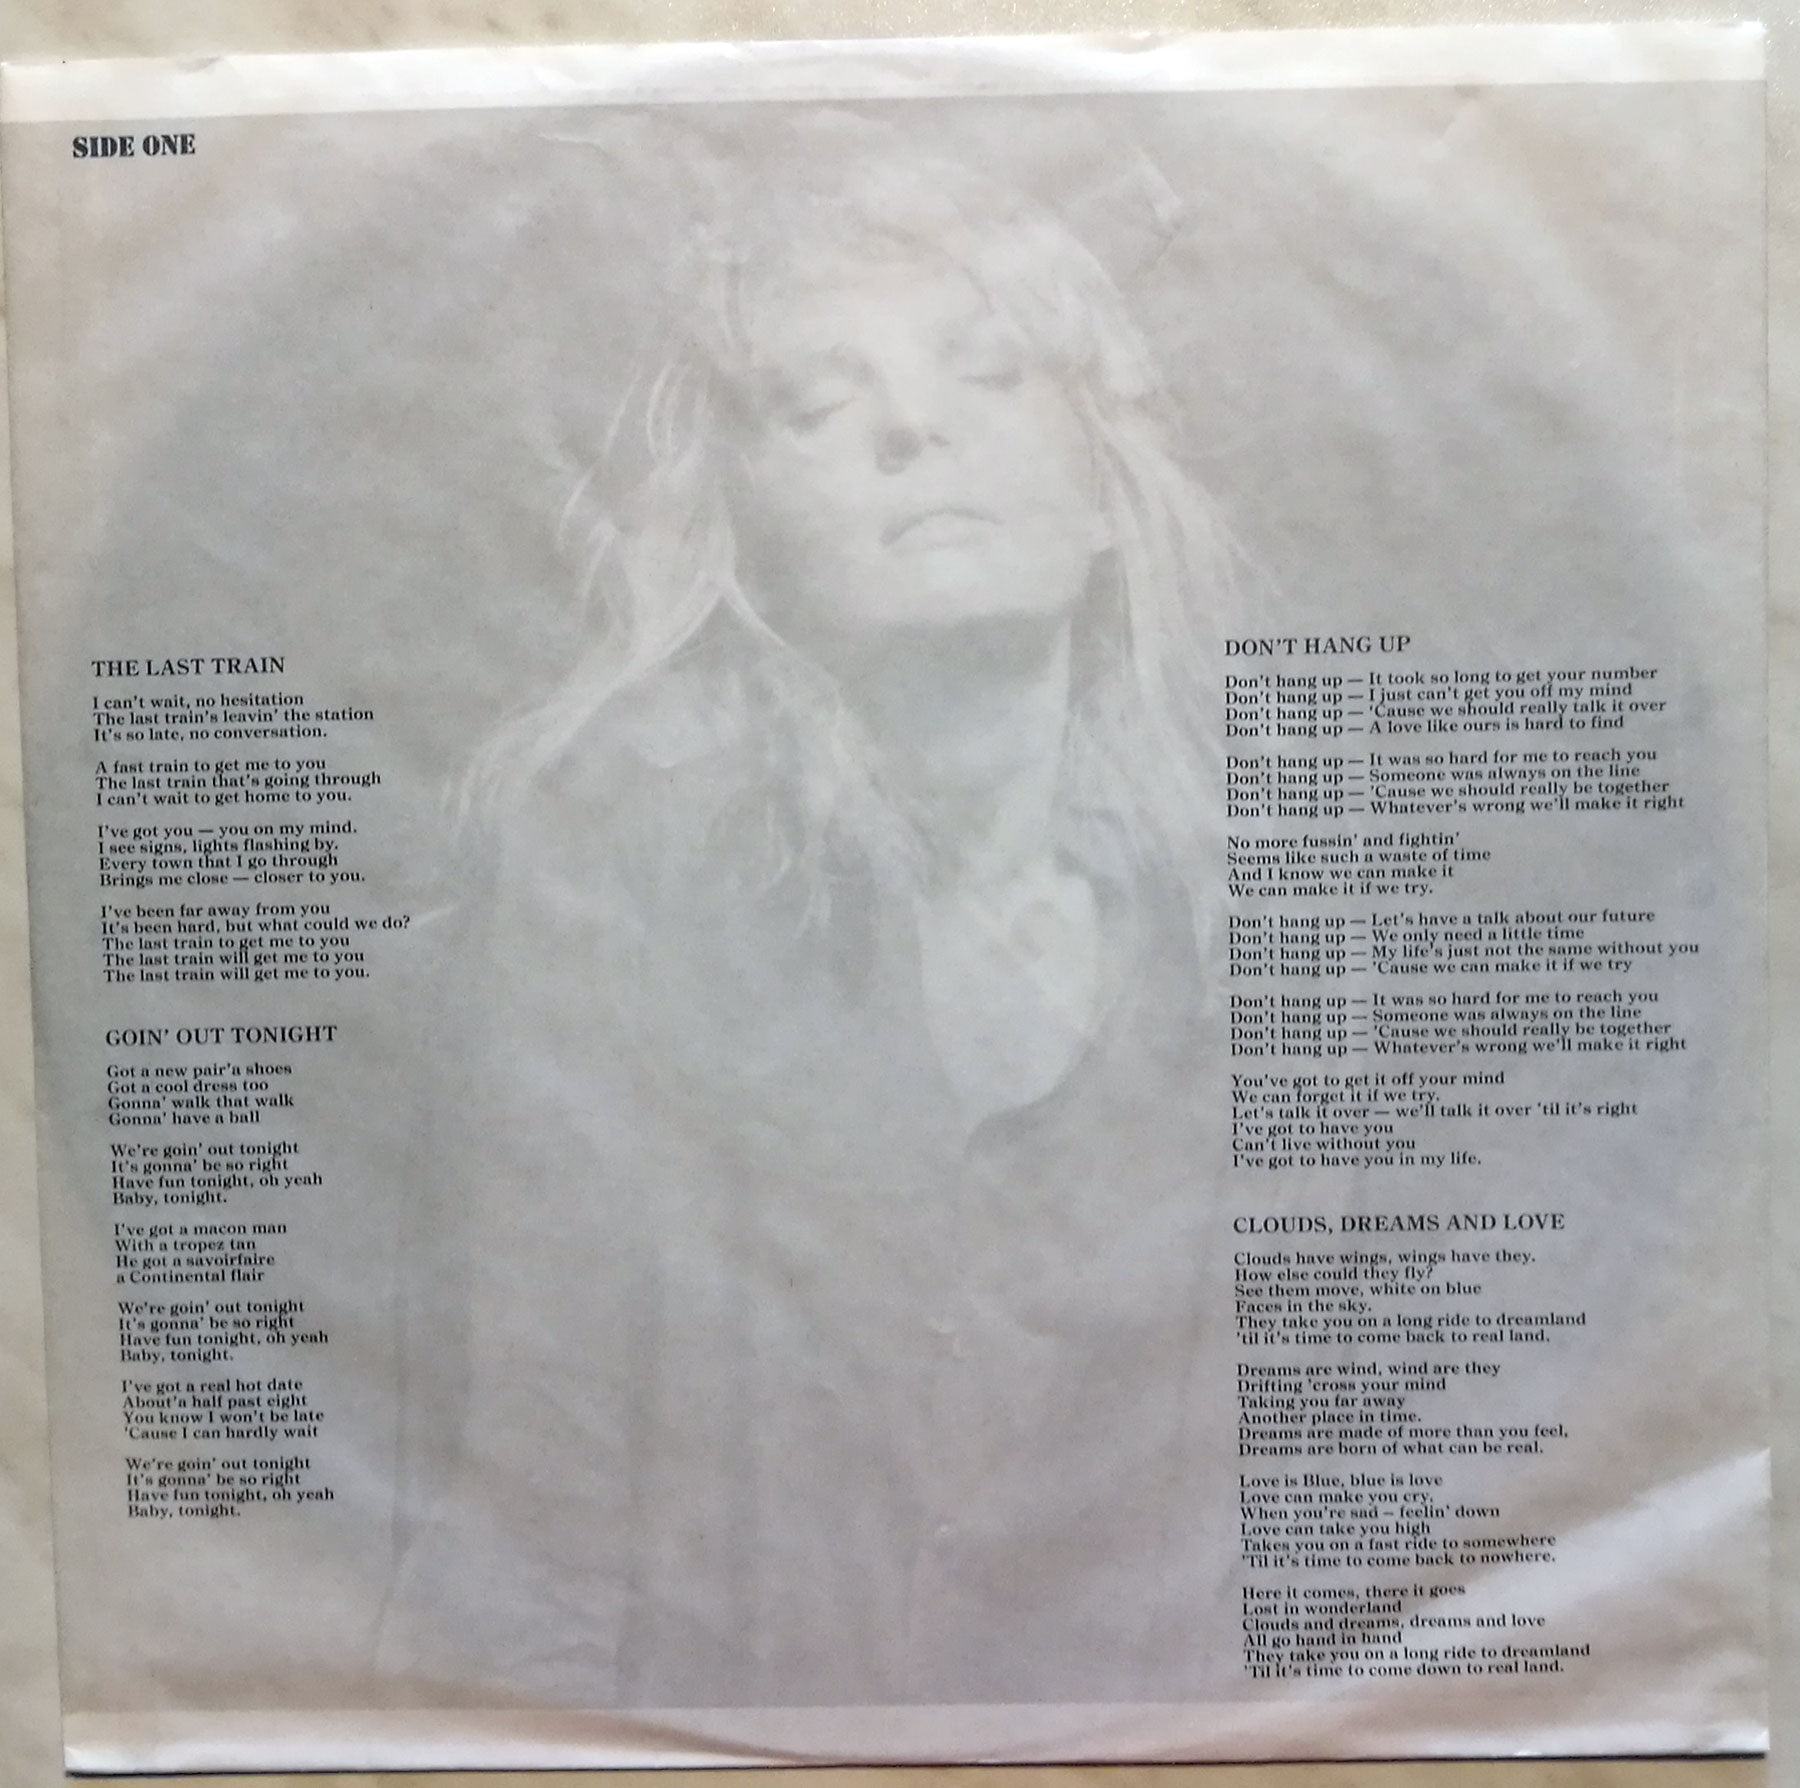 SIDE ONE
THE LAST TRAIN
I can't wait, no hesitation
The last train's leavin' the station
It's so late, no conversation.
A fast train to get me to you
The last train that's going through
I can't wait to get home to you.
I've got you — you on my mind.
I see signs, lights flashing by.
Every town that I go through
Brings me close — closer to you.
I've been far away from you
It's been hard, but what could we do?
The last train to get me to you
The last train will get me to you
The last train will get me to you.
GOIN' OUT TONIGHT
Got a new pair'a shoes
Got a cool dress too
Gonna' walk that walk
Gonna' have a ball
We're goin' out tonight
It's gonna' be so right
Have fun tonight, oh yeah
Baby, tonight.
I've got a macon man
With a tropez tan
He got a savoirfaire
a Continental flair
We're goin' out tonight
It's gonna' be so right
Have fun tonight, oh yeah
Baby, tonight.
I've got a real hot date
About'a half past eight
You know I won't be late
'Cause I can hardly wait
We're goin' out tonight
It's gonna' be so right
Have fun tonight, oh yeah
Baby, tonight.
DON'T HANG UP
Don't hang up — It took so long to get your number
Don't hang up — I just can't get you off my mind
Don't hang up — 'Cause we should really talk it over
Don't hang up — A love like ours is hard to find
Don't hang up — It was so hard for me to reach you
Don't hang up — Someone was always on the line
Don't hang up — 'Cause we should really be together
Don't hang up — Whatever's wrong we'll make it right
No more fussin' and fightin'
Seems like such a waste of time
And I know we can make it
We can make it if we try.
Don't hang up — Let's have a talk about our future
Don't hang up — We only need a little time
Don't hang up — My life's just not the same without you
Don't hang up — 'Cause we can make it if we try
Don't hang up — It was so hard for me to reach you
Don't hang up — Someone was always on the line
Don't hang up — 'Cause we should really be together
Don't hang up — Whatever's wrong we'll make it right
You've got to get it off your mind
We can forget it if we try.
Let's talk it over — we'll talk it over 'til it's right
I've got to have you
Can't live without you
I've got to have you in my life.
CLOUDS, DREAMS AND LOVE
Clouds have wings, wings have they.
How else could they fly?
See them move, white on blue
Faces in the sky.
They take you on a long ride to dreamland
'til it's time to come back to real land.
Dreams are wind, wind are they
Drifting 'cross your mind
Taking you far away
Another place in time.
Dreams are made of more than you feel,
Dreams are born of what can be real.
Love is Blue, blue is love
Love can make you cry.
When you're sad – feelin' down
Love can take you high
Takes you on a fast ride to somewhere
'Til it's time to come back to nowhere.
Here it comes, there it goes
Lost in wonderland
Clouds and dreams, dreams and love
All go hand in hand
They take you on a long ride to dreamland
'Til it's time to come down to real land.